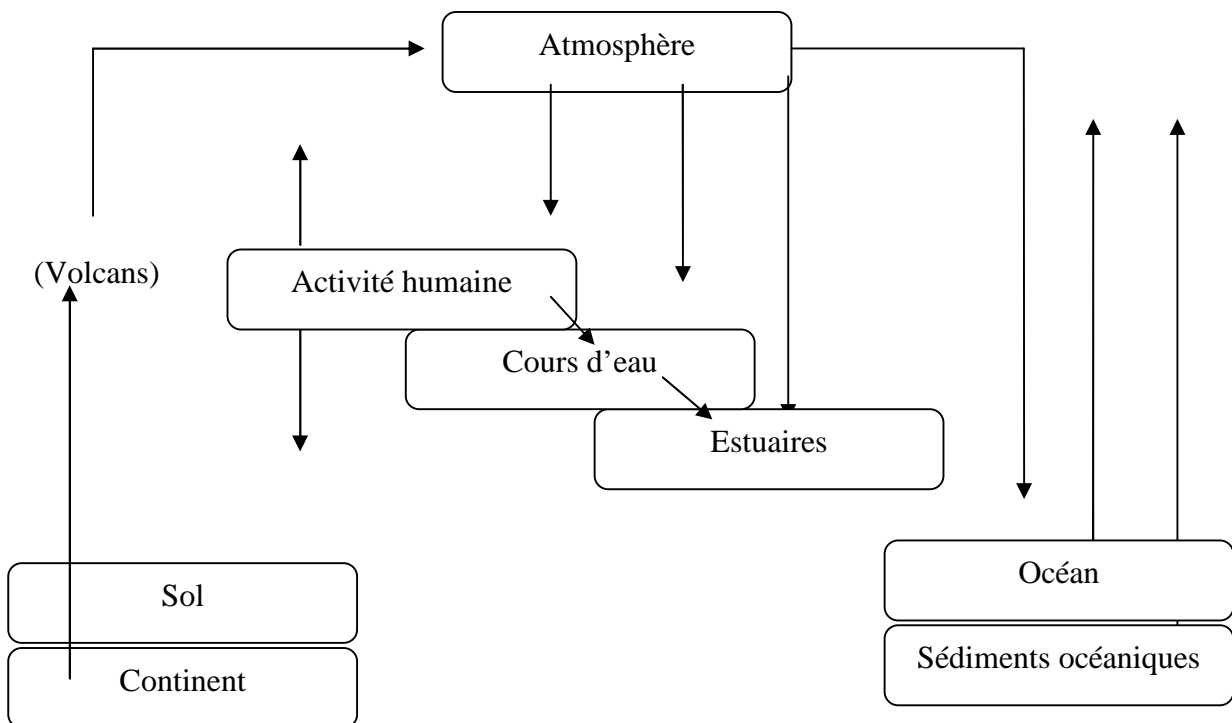 Atmosphère
(Volcans)
Activité humaine
Cours d’eau
Estuaires
Sol
Océan
Continent
Sédiments océaniques